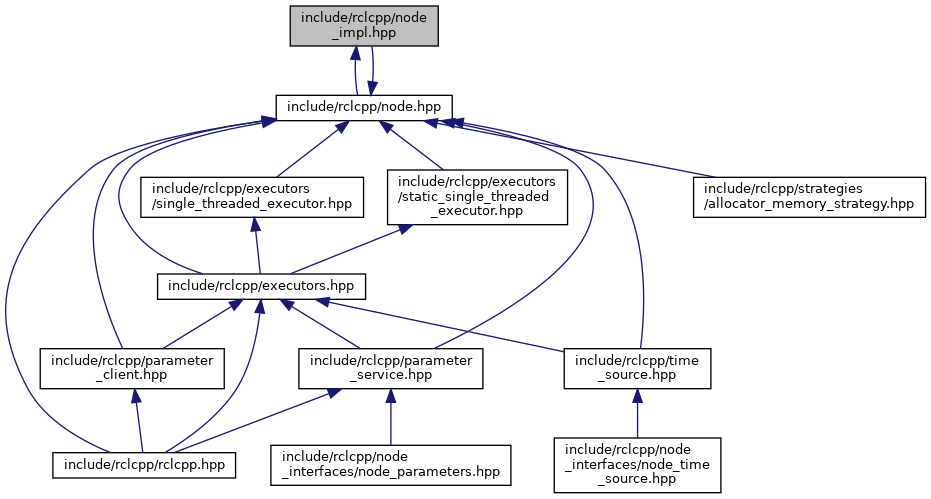 include/rclcpp/node
_impl.hpp
include/rclcpp/node.hpp
include/rclcpp/executors
/single_threaded_executor.hpp
include/rclcpp/executors
/static_single_threaded
_executor.hpp
include/rclcpp/strategies
/allocator_memory_strategy.hpp
include/rclcpp/executors.hpp
include/rclcpp/parameter
_client.hpp
include/rclcpp/parameter
_service.hpp
include/rclcpp/time
_source.hpp
include/rclcpp/rclcpp.hpp
include/rclcpp/node
_interfaces/node_parameters.hpp
include/rclcpp/node
_interfaces/node_time
_source.hpp